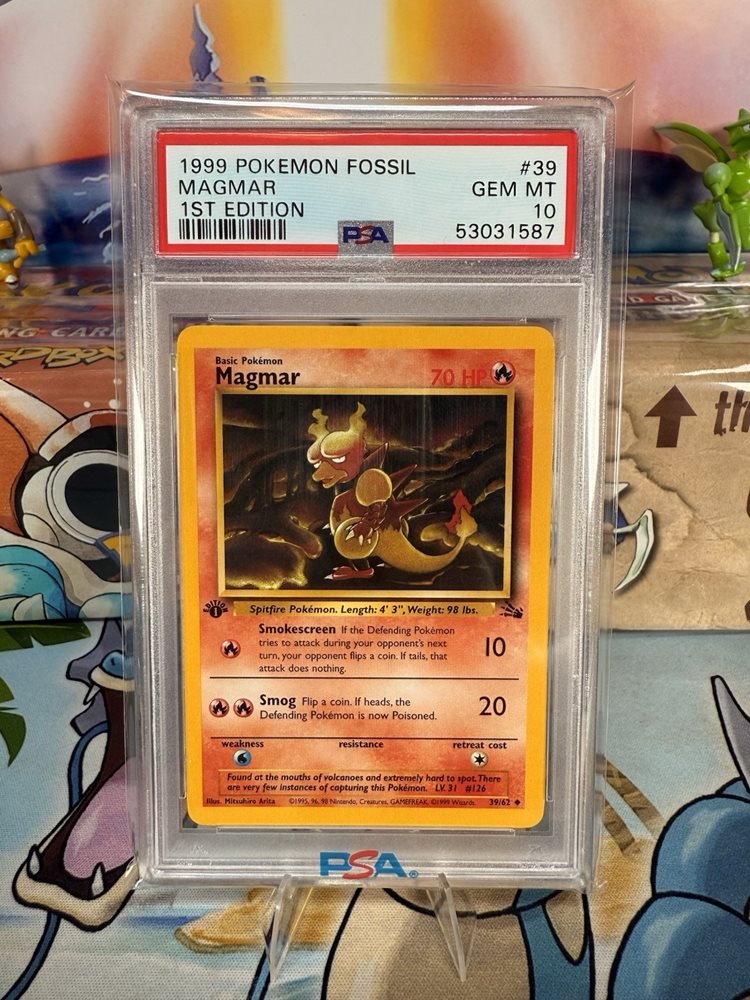 1999 POKEMON FOSSIL #39
MAGMAR GEM MT
1ST EDITION 10
PSA 53031587
Basic Pokémon
Magmar 70 HP
EDITION 1
Spitfire Pokémon. Length: 4' 3", Weight: 98 lbs.
Smokescreen If the Defending Pokémon
tries to attack during your opponent's next
turn, your opponent flips a coin. If tails, that
attack does nothing.
10
Smog Flip a coin. If heads, the
Defending Pokémon is now Poisoned.
20
weakness resistance retreat cost
Found at the mouths of volcanoes and extremely hard to spot. There
are very few instances of capturing this Pokémon. LV. 31 #126
Illus. Mitsuhiro Arita ©1995, 96, 98 Nintendo, Creatures, GAMEFREAK. ©1999 Wizards. 39/62
PSA®